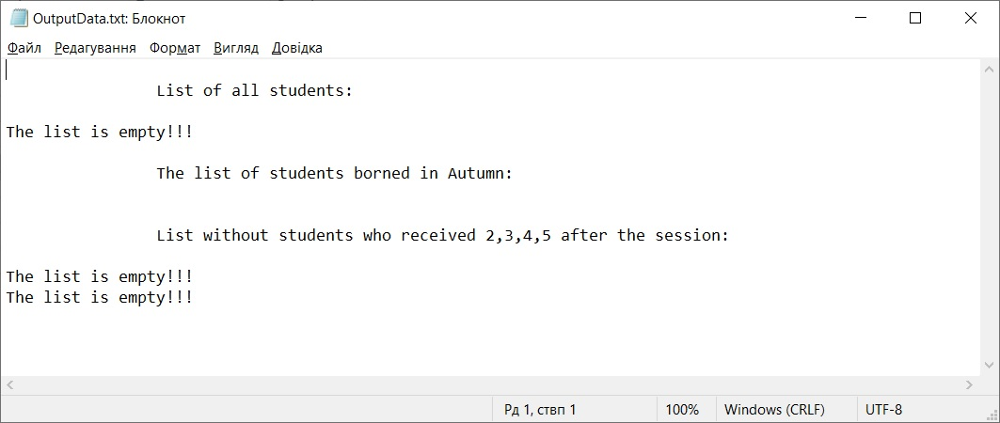 OutputData.txt: Блокнот
Файл Редагування Формат Вигляд Довідка
List of all students:
The list is empty!!!
The list of students borned in Autumn:
List without students who received 2,3,4,5 after the session:
The list is empty!!!
The list is empty!!!
Рд 1, ствп 1 100% Windows (CRLF) UTF-8